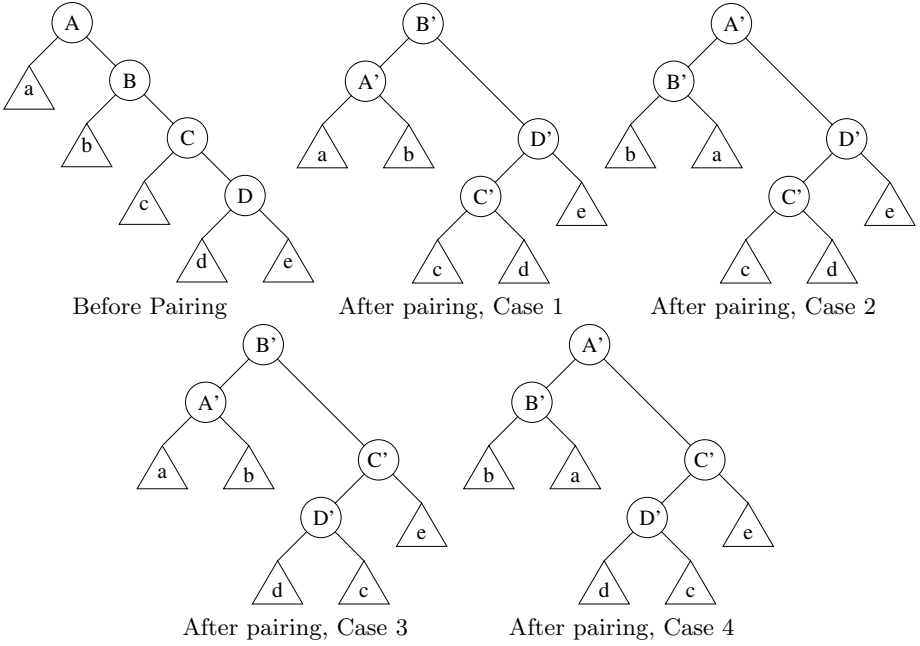 A B' A'
a B A' B'
b C a b D' b a D'
c D C' e C' e
d e c d c d
Before Pairing After pairing, Case 1 After pairing, Case 2
B' A'
A' B'
a b C' b a C'
D' e D' e
d c d c
After pairing, Case 3 After pairing, Case 4